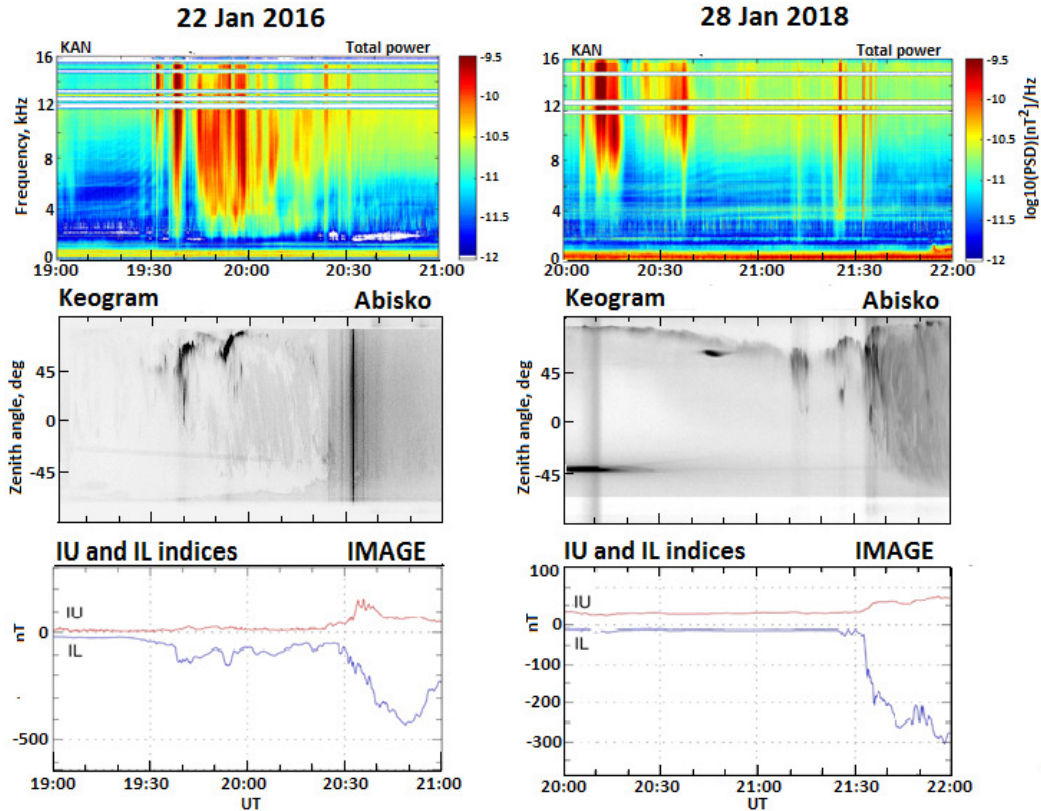 22 Jan 2016
KAN Total power
Frequency, kHz
16
12
8
4
0
19:00 19:30 20:00 20:30 21:00
-9.5
-10
-10.5
-11
-11.5
-12
Keogram Abisko
Zenith angle, deg
45
0
-45
IU and IL indices IMAGE
IU
IL
nT
0
-500
19:00 19:30 20:00 20:30 21:00
UT
28 Jan 2018
KAN Total power
16
12
8
4
0
20:00 20:30 21:00 21:30 22:00
-9.5
-10
-10.5
-11
-11.5
-12
log10(PSD)[nT²]/Hz
Keogram Abisko
Zenith angle, deg
45
0
-45
IU and IL indices IMAGE
IU
IL
nT
100
0
-100
-200
-300
20:00 20:30 21:00 21:30 22:00
UT